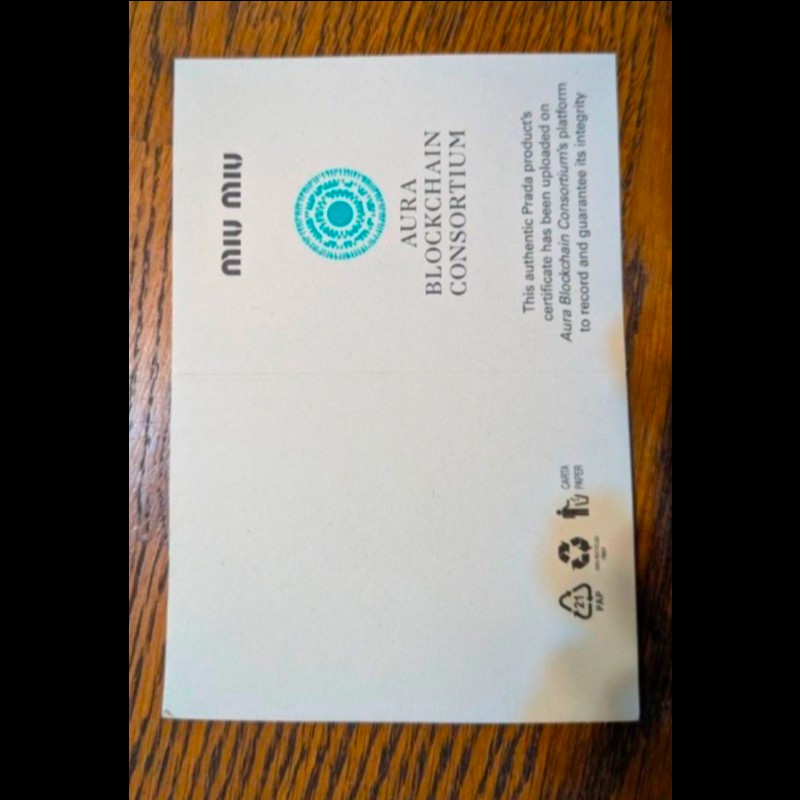 MIU MIU
AURA
BLOCKCHAIN
CONSORTIUM
This authentic Prada product's
certificate has been uploaded on
Aura Blockchain Consortium's platform
to record and guarantee its integrity
21
PAP
CARTA
PAPER